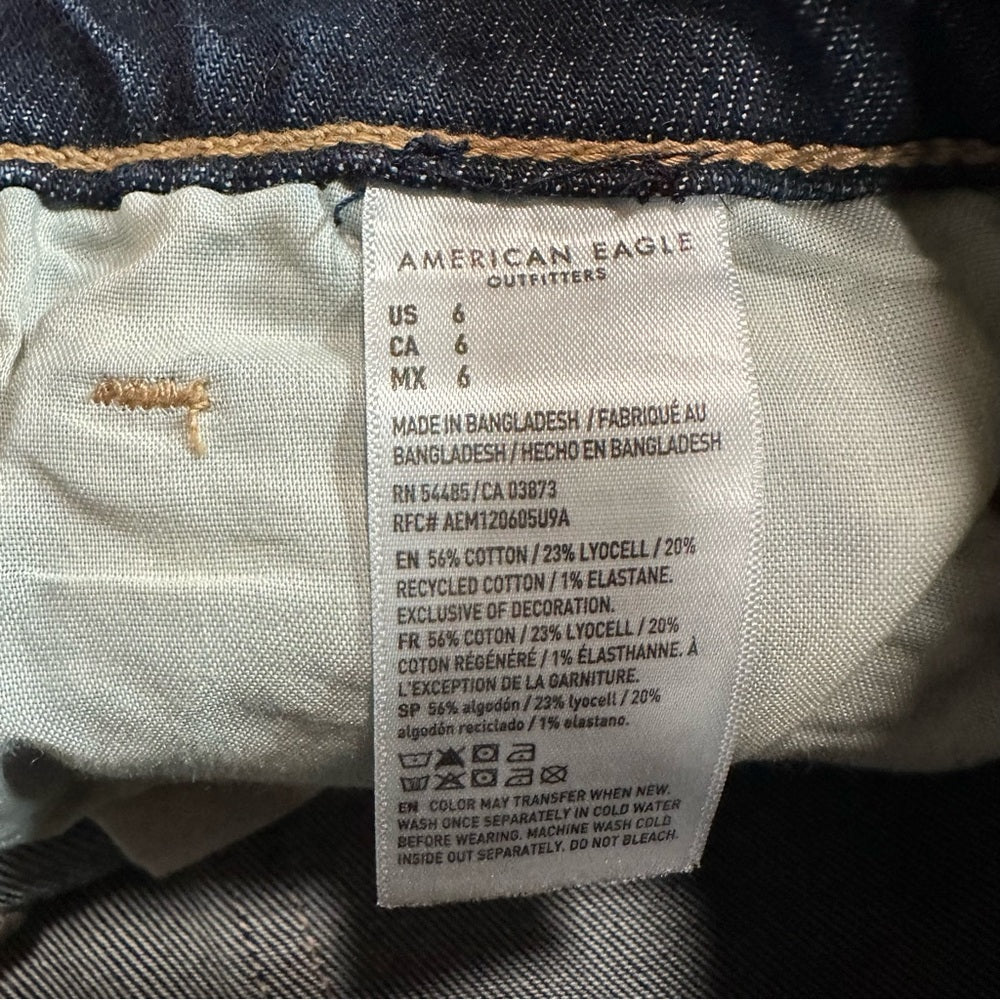 AMERICAN EAGLE
OUTFITTERS
US 6
CA 6
MX 6
MADE IN BANGLADESH / FABRIQUÉ AU
BANGLADESH / HECHO EN BANGLADESH
RN 54485/CA 03873
RFC# AEM120605U9A
EN 56% COTTON / 23% LYOCELL / 20%
RECYCLED COTTON / 1% ELASTANE.
EXCLUSIVE OF DECORATION.
FR 56% COTON / 23% LYOCELL / 20%
COTON RÉGÉNÉRÉ / 1% ÉLASTHANNE. À
L'EXCEPTION DE LA GARNITURE.
SP 56% algodón / 23% lyocell / 20%
algodón reciclado / 1% elastano.
EN COLOR MAY TRANSFER WHEN NEW.
WASH ONCE SEPARATELY IN COLD WATER
BEFORE WEARING. MACHINE WASH COLD
INSIDE OUT SEPARATELY. DO NOT BLEACH.